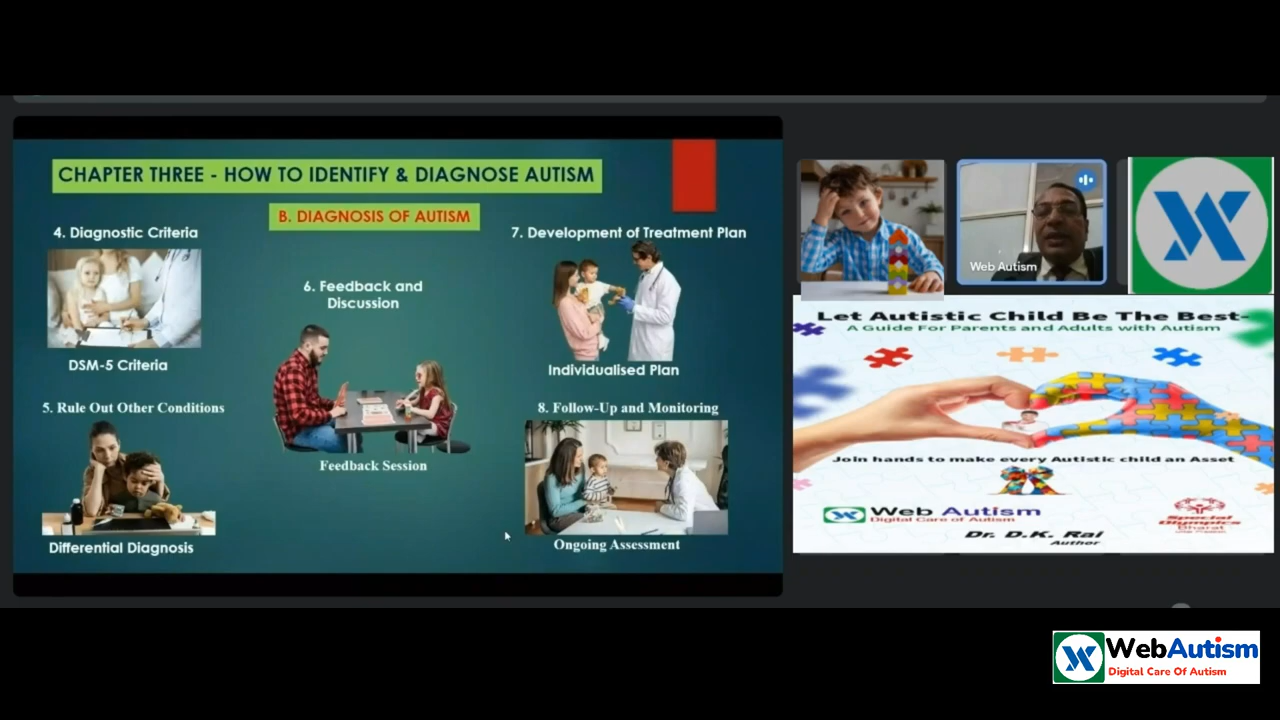 CHAPTER THREE - HOW TO IDENTIFY & DIAGNOSE AUTISM
B. DIAGNOSIS OF AUTISM
4. Diagnostic Criteria
DSM-5 Criteria
5. Rule Out Other Conditions
Differential Diagnosis
6. Feedback and
Discussion
Feedback Session
7. Development of Treatment Plan
Individualised Plan
8. Follow-Up and Monitoring
Ongoing Assessment
Web Autism
Let Autistic Child Be The Best-
A Guide For Parents and Adults with Autism
Join hands to make every Autistic child an Asset
Web Autism
Digital Care of Autism
Special
Olympics
Bharat
Dr. D.K. Rai
Author
WebAutism
Digital Care Of Autism